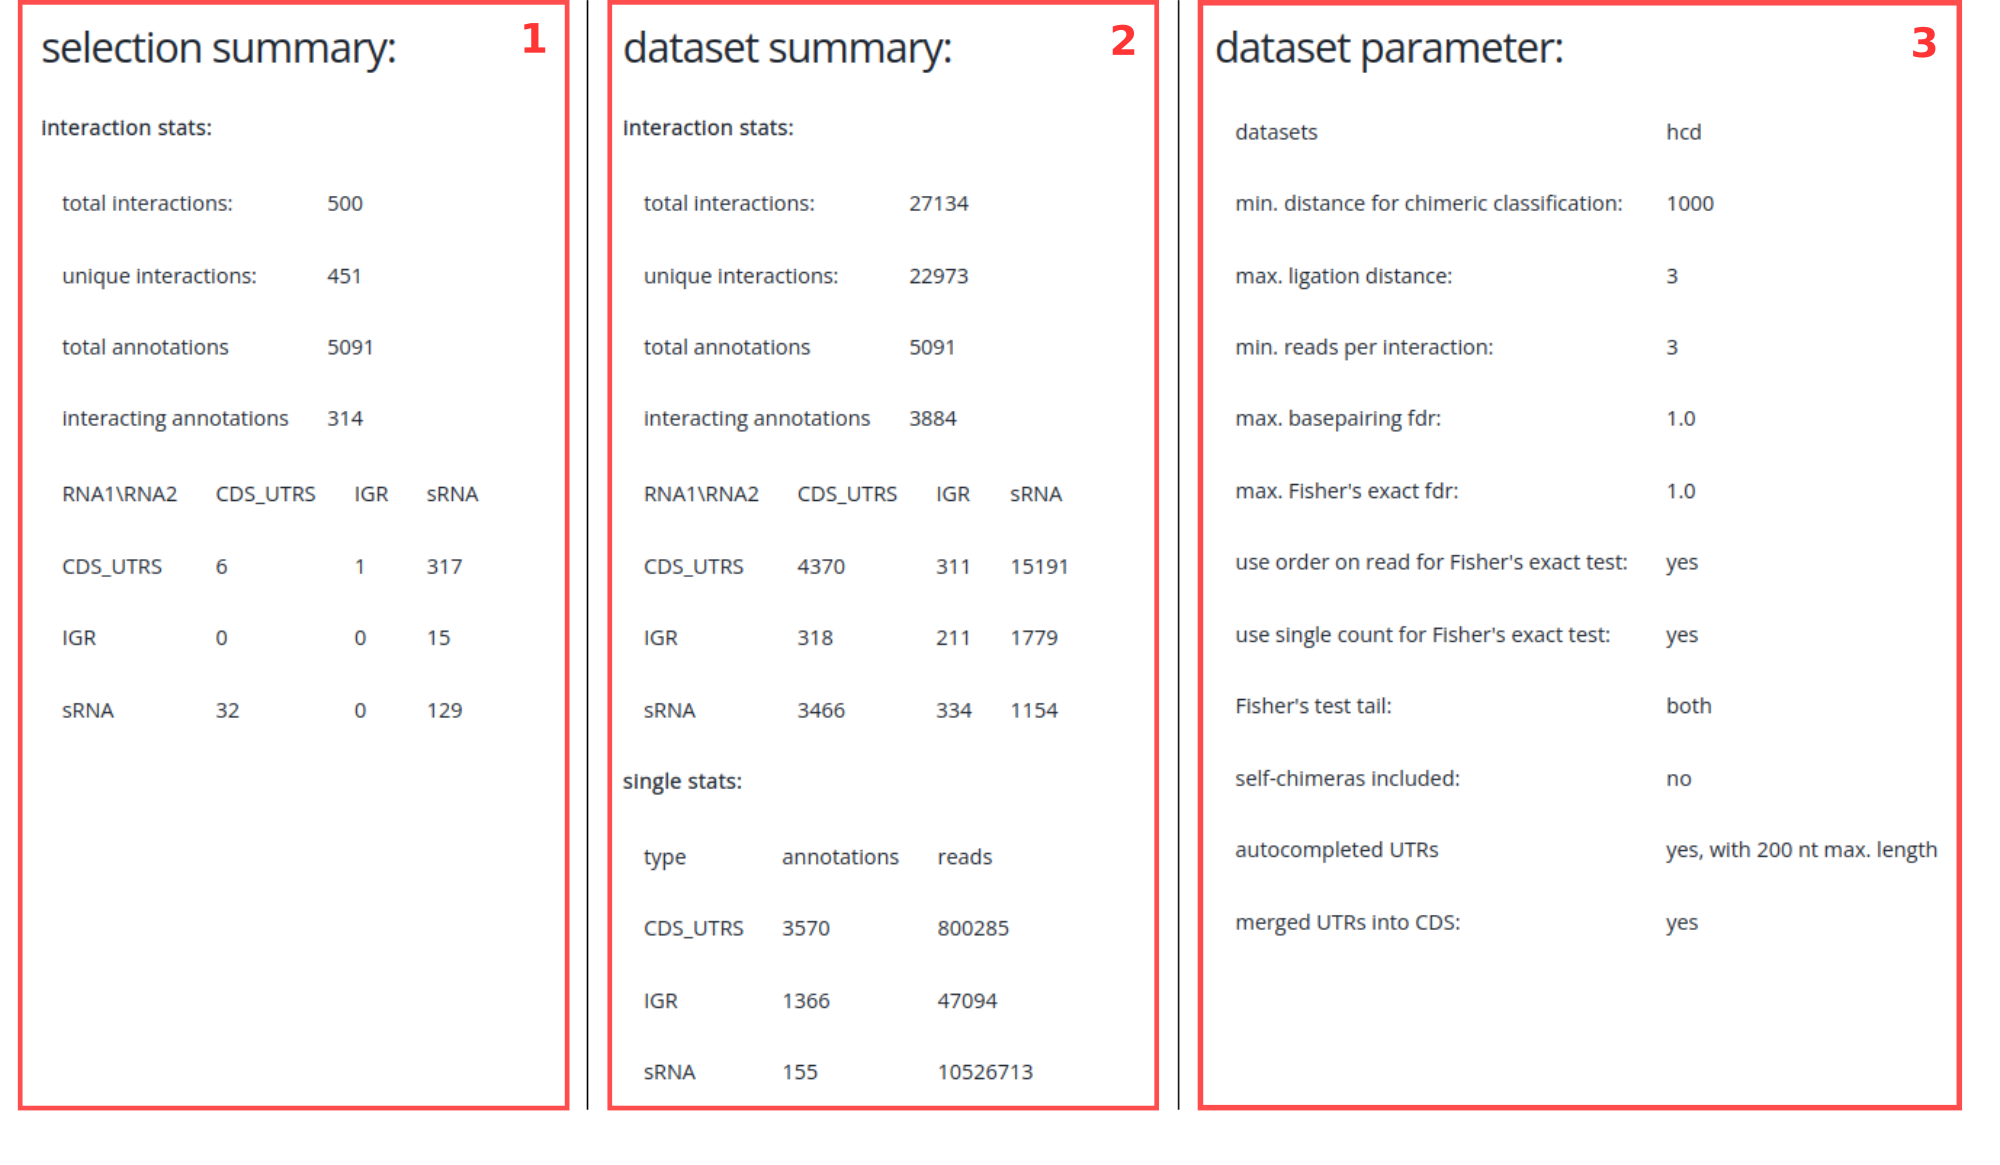 selection summary: 1
interaction stats:
total interactions: 500
unique interactions: 451
total annotations 5091
interacting annotations 314
RNA1\RNA2 CDS_UTRS IGR sRNA
CDS_UTRS 6 1 317
IGR 0 0 15
sRNA 32 0 129
dataset summary: 2
interaction stats:
total interactions: 27134
unique interactions: 22973
total annotations 5091
interacting annotations 3884
RNA1\RNA2 CDS_UTRS IGR sRNA
CDS_UTRS 4370 311 15191
IGR 318 211 1779
sRNA 3466 334 1154
single stats:
type annotations reads
CDS_UTRS 3570 800285
IGR 1366 47094
sRNA 155 10526713
dataset parameter: 3
datasets hcd
min. distance for chimeric classification: 1000
max. ligation distance: 3
min. reads per interaction: 3
max. basepairing fdr: 1.0
max. Fisher's exact fdr: 1.0
use order on read for Fisher's exact test: yes
use single count for Fisher's exact test: yes
Fisher's test tail: both
self-chimeras included: no
autocompleted UTRs yes, with 200 nt max. length
merged UTRs into CDS: yes